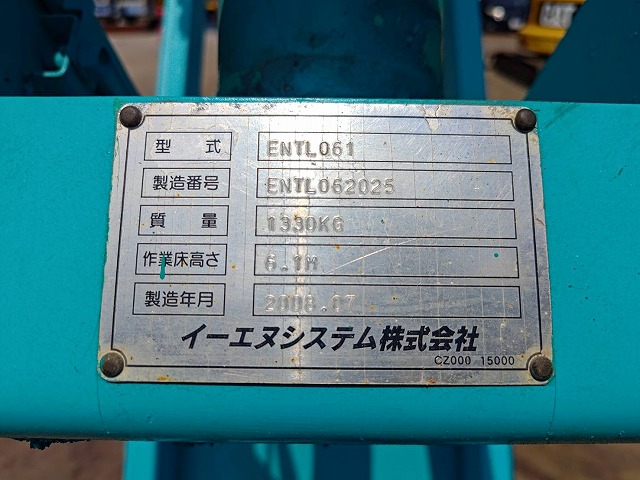 型式 ENTL061
製造番号 ENTL062025
質量 1330KG
作業床高さ 6.1M
製造年月 2008.07
イーエヌシステム株式会社
CZ000 15000